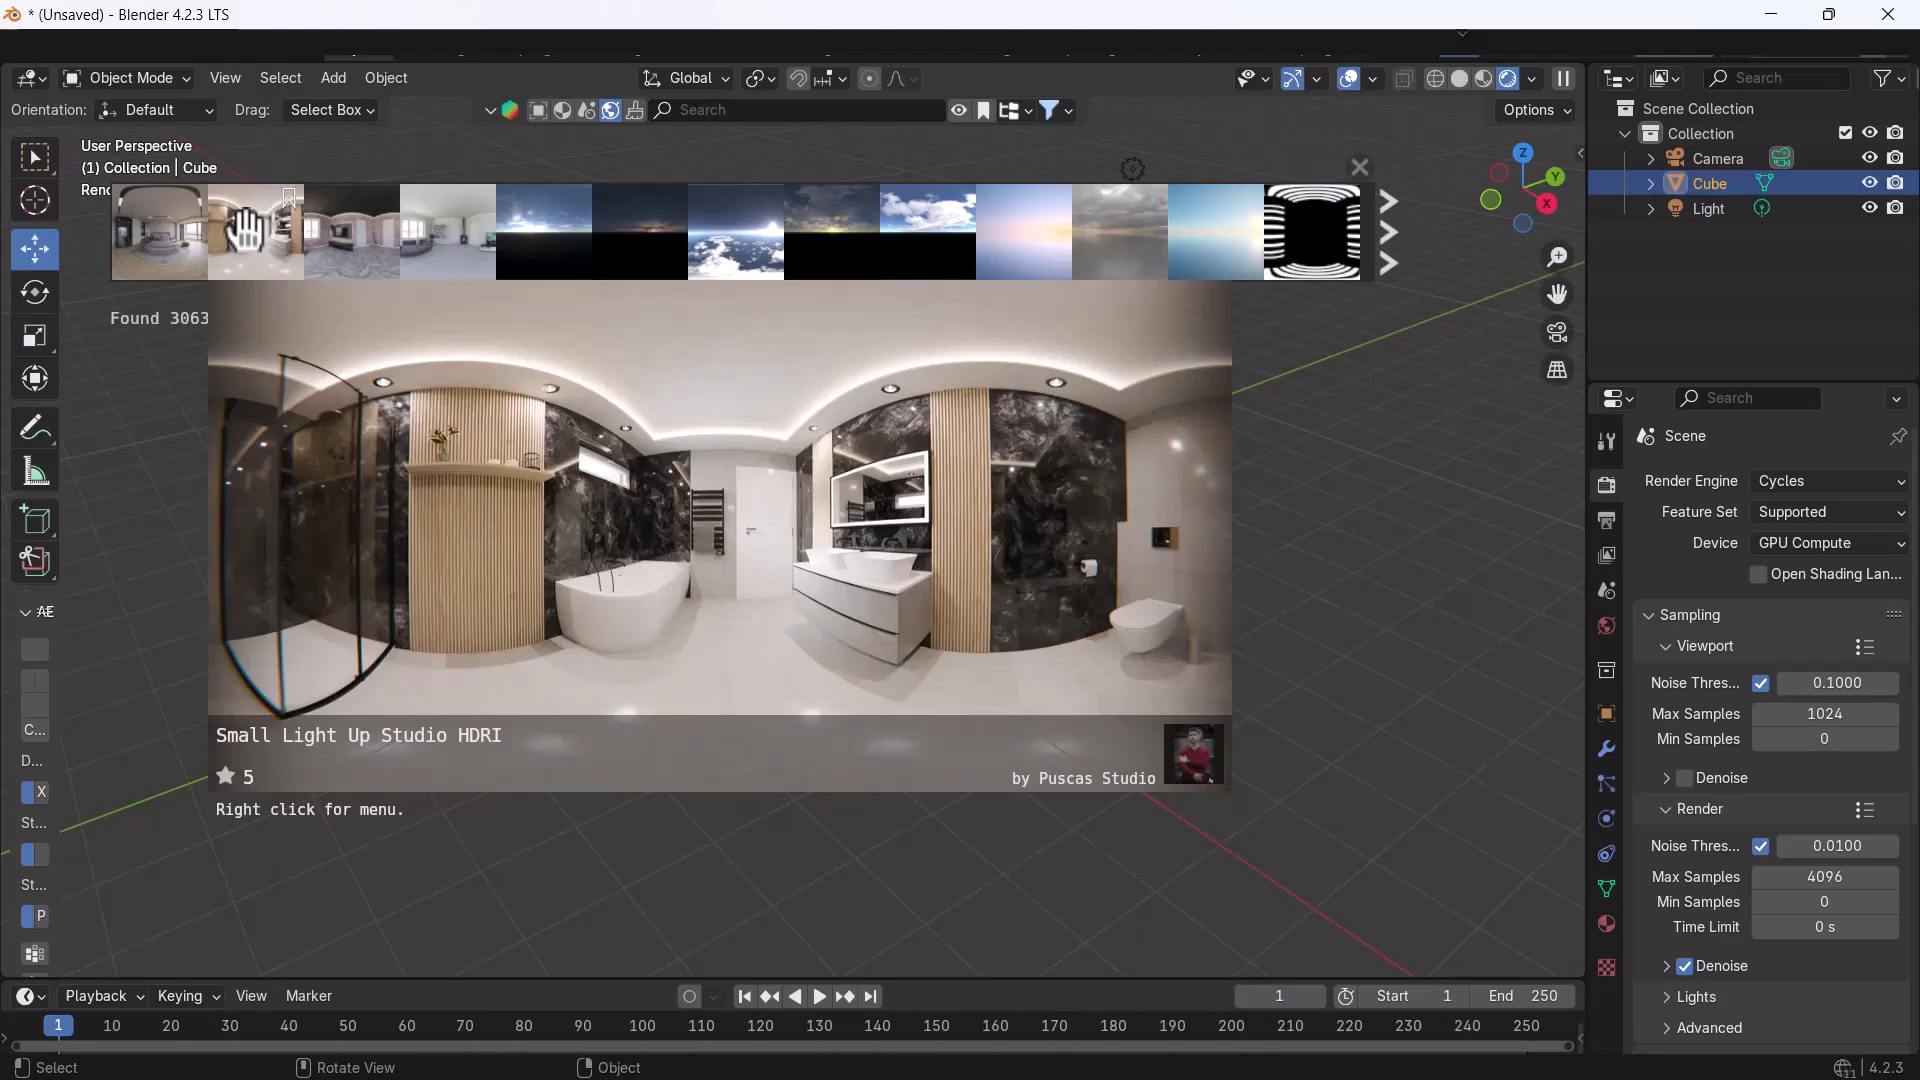 * (Unsaved) - Blender 4.2.3 LTS
Object Mode View Select Add Object Global
Search
Orientation: Default Drag: Select Box Search Options
Scene Collection
Collection
Camera
Cube
Light
User Perspective
(1) Collection | Cube
Ren
Z
Y
X
Found 3063
Small Light Up Studio HDRI
5
by Puscas Studio
Right click for menu.
AE
C...
D...
X
St...
St...
P
Search
Scene
Render Engine Cycles
Feature Set Supported
Device GPU Compute
Open Shading Lan...
Sampling
Viewport
Noise Thres... 0.1000
Max Samples 1024
Min Samples 0
Denoise
Render
Noise Thres... 0.0100
Max Samples 4096
Min Samples 0
Time Limit 0 s
Denoise
Lights
Advanced
Playback Keying View Marker 1 Start 1 End 250
1 10 20 30 40 50 60 70 80 90 100 110 120 130 140 150 160 170 180 190 200 210 220 230 240 250
Select Rotate View Object 11 4.2.3